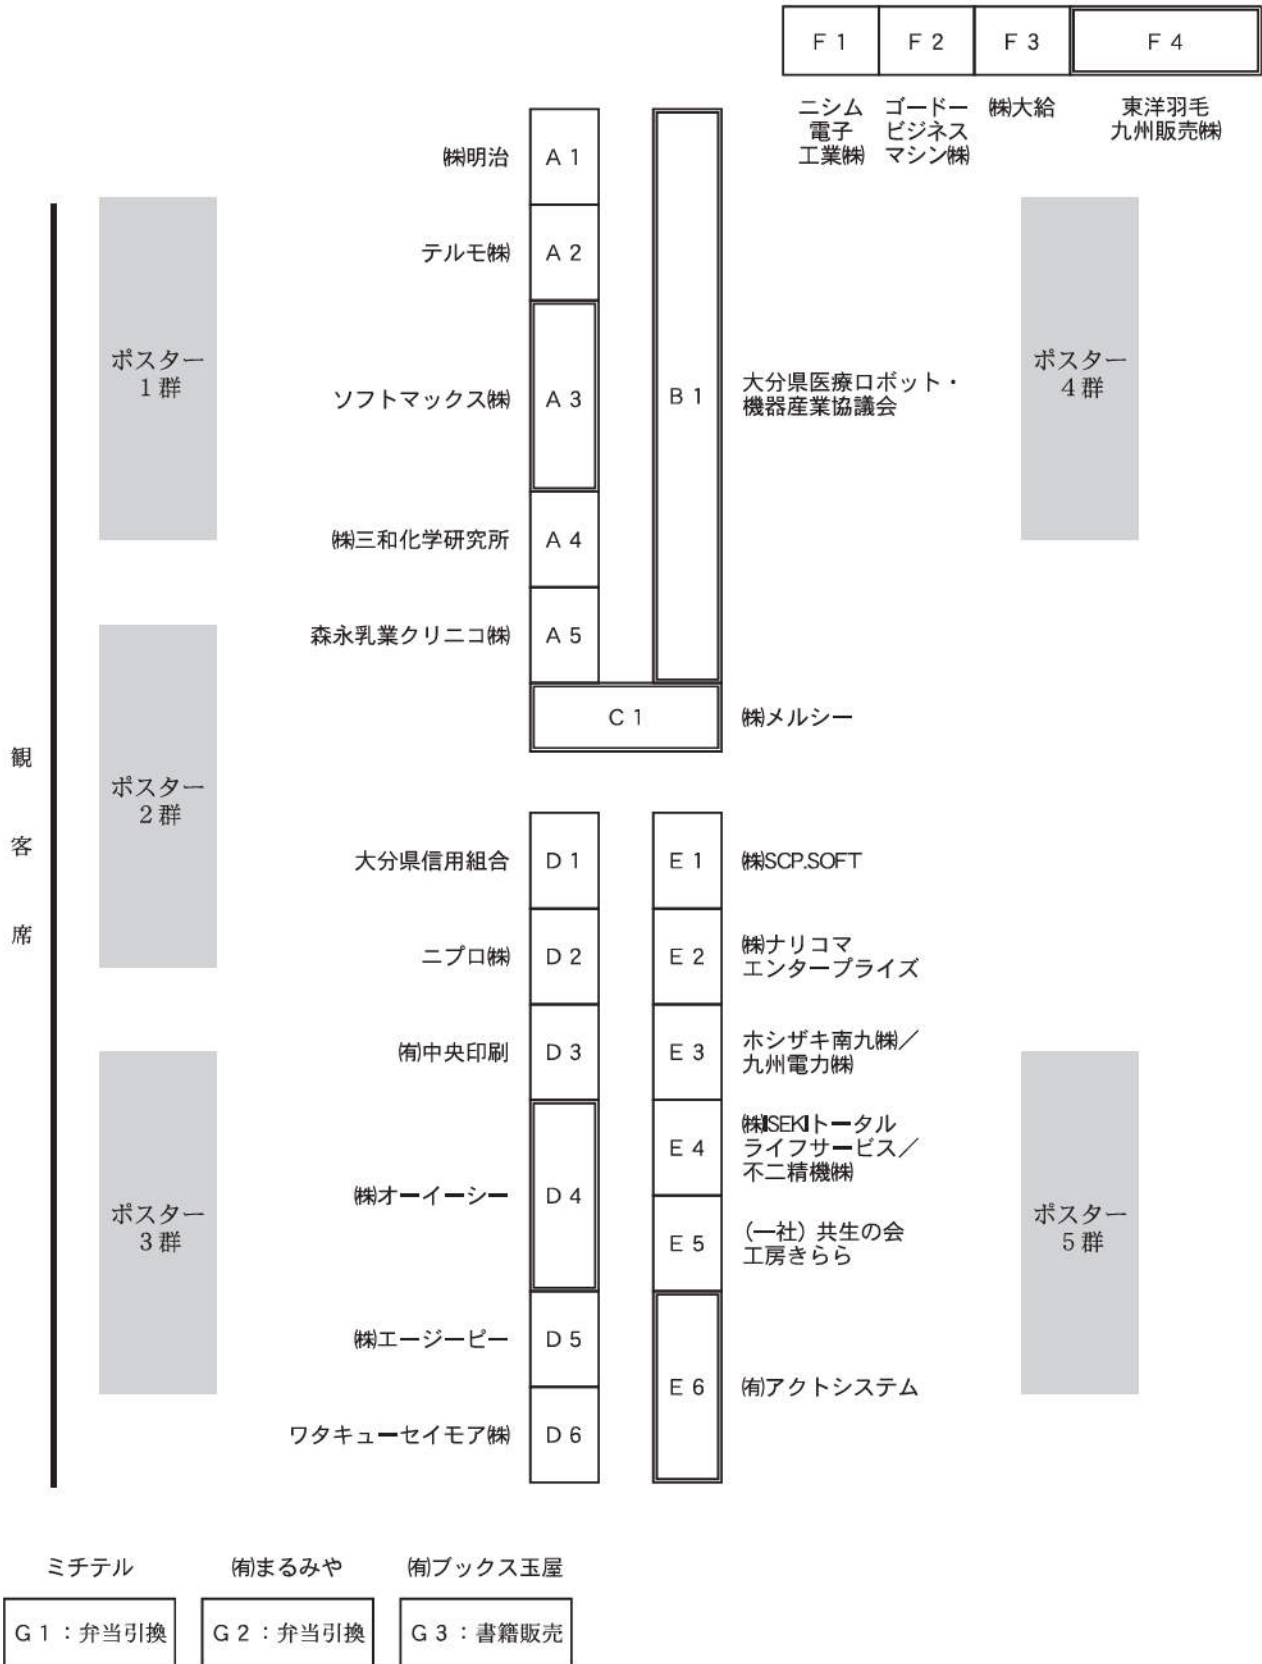 F 1
F 2
F 3
F 4
ニシム
電子
工業㈱
ゴードー
ビジネス
マシン㈱
㈱大給
東洋羽毛
九州販売㈱
㈱明治
A 1
テルモ㈱
A 2
ソフトマックス㈱
A 3
㈱三和化学研究所
A 4
森永乳業クリニコ㈱
A 5
B 1
大分県医療ロボット・
機器産業協議会
C 1
㈱メルシー
ポスター
1 群
ポスター
2 群
ポスター
3 群
ポスター
4 群
ポスター
5 群
観
客
席
大分県信用組合
D 1
ニプロ㈱
D 2
㈲中央印刷
D 3
㈱オーイーシー
D 4
㈱エージーピー
D 5
ワタキューセイモア㈱
D 6
E 1
㈱SCP.SOFT
E 2
㈱ナリコマ
エンタープライズ
E 3
ホシザキ南九㈱／
九州電力㈱
E 4
㈱ISEKIトータル
ライフサービス／
不二精機㈱
E 5
（一社）共生の会
工房きらら
E 6
㈲アクトシステム
ミチテル
G 1 ：弁当引換
㈲まるみや
G 2 ：弁当引換
㈲ブックス玉屋
G 3 ：書籍販売